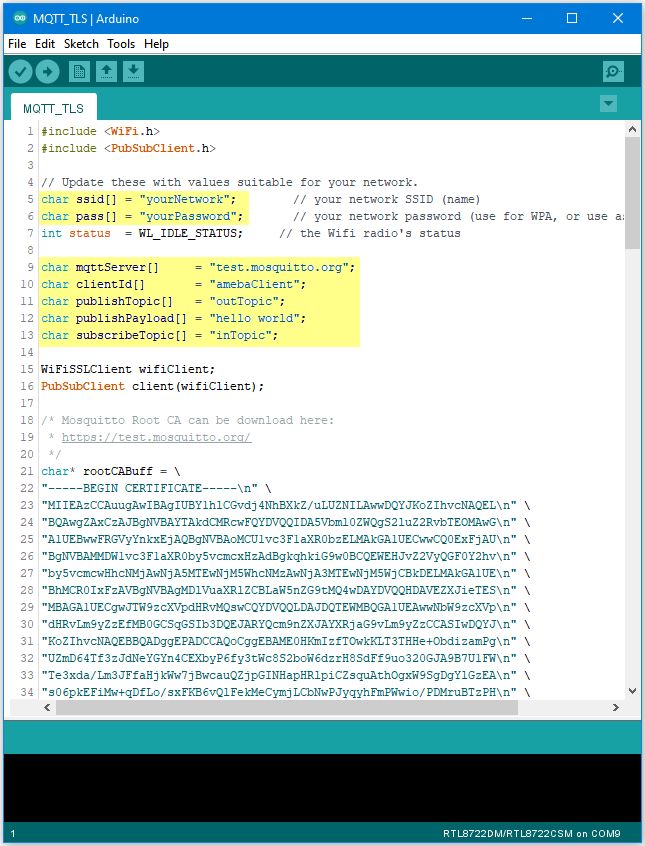 MQTT_TLS | Arduino
File Edit Sketch Tools Help
MQTT_TLS
1 #include <WiFi.h>
2 #include <PubSubClient.h>
3
4 // Update these with values suitable for your network.
5 char ssid[] = "yourNetwork";        // your network SSID (name)
6 char pass[] = "yourPassword";       // your network password (use for WPA, or use as
7 int status  = WL_IDLE_STATUS;     // the Wifi radio's status
8
9 char mqttServer[]     = "test.mosquitto.org";
10 char clientId[]       = "amebaClient";
11 char publishTopic[]   = "outTopic";
12 char publishPayload[] = "hello world";
13 char subscribeTopic[] = "inTopic";
14
15 WiFiSSLClient wifiClient;
16 PubSubClient client(wifiClient);
17
18 /* Mosquitto Root CA can be download here:
19  * https://test.mosquitto.org/
20  */
21 char* rootCABuff = \
22 "-----BEGIN CERTIFICATE-----\n" \
23 "MIIEAzCCAuugAwIBAgIUBY1hlCGvdj4NhBXkZ/uLUZNILAwwDQYJKoZIhvcNAQEL\n" \
24 "BQAwgZAxCzAJBgNVBAYTAkdCMRcwFQYDVQQIDA5Vbml0ZWQgS2luZ2RvbTEOMAwG\n" \
25 "A1UEBwwFRGVyYnkxEjAQBgNVBAoMCU1vc3F1aXR0bzELMAkGA1UECwwCQ0ExFjAU\n" \
26 "BgNVBAMMDW1vc3F1aXR0by5vcmcxHzAdBgkqhkiG9w0BCQEWEHJvZ2VyQGF0Y2hv\n" \
27 "by5vcmcwHhcNMjAwNjA5MTEwNjM5WhcNMzAwNjA3MTEwNjM5WjCBkDELMAkGA1UE\n" \
28 "BhMCR0IxFzAVBgNVBAgMDlVuaXRlZCBLaW5nZG9tMQ4wDAYDVQQHDAVEZXJieTES\n" \
29 "MBAGA1UECgwJTW9zcXVpdHRvMQswCQYDVQQLDAJDQTEWMBQGA1UEAwwNbW9zcXVp\n" \
30 "dHRvLm9yZzEfMB0GCSqGSIb3DQEJARYQcm9nZXJAYXRjaG9vLm9yZzCCASIwDQYJ\n" \
31 "KoZIhvcNAQEBBQADggEPADCCAQoCggEBAME0HKmIzfTOwkKLT3THHe+ObdizamPg\n" \
32 "UZmD64Tf3zJdNeYGYn4CEXbyP6fy3tWc8S2boW6dzrH8SdFf9uo320GJA9B7U1FW\n" \
33 "Te3xda/Lm3JFfaHjkWw7jBwcauQZjpGINHapHRlpiCZsquAthOgxW9SgDgYlGzEA\n" \
34 "s06pkEFiMw+qDfLo/sxFKB6vQlFekMeCymjLCbNwPJyqyhFmPWwio/PDMruBTzPH\n" \
1
RTL8722DM/RTL8722CSM on COM9